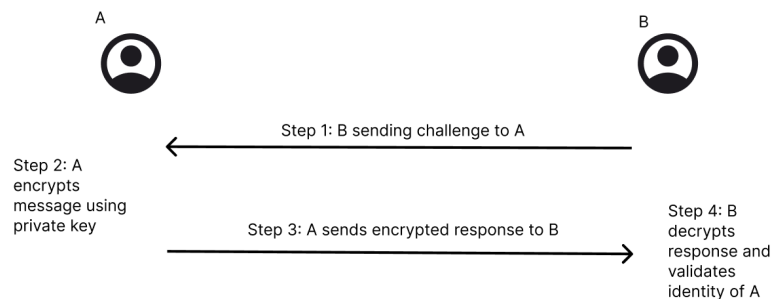 A
B
Step 1: B sending challenge to A
Step 2: A
encrypts
message using
private key
Step 3: A sends encrypted response to B
Step 4: B
decrypts
response and
validates
identity of A